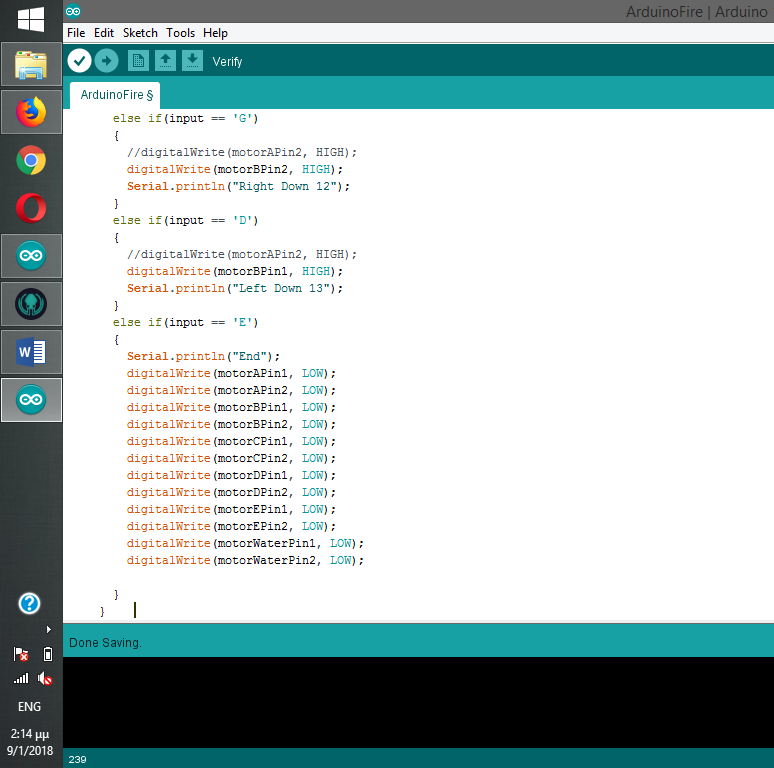 ArduinoFire | Arduino
File Edit Sketch Tools Help
Verify
ArduinoFire §
else if(input == 'G')
{
//digitalWrite(motorAPin2, HIGH);
digitalWrite(motorBPin2, HIGH);
Serial.println("Right Down 12");
}
else if(input == 'D')
{
//digitalWrite(motorAPin2, HIGH);
digitalWrite(motorBPin1, HIGH);
Serial.println("Left Down 13");
}
else if(input == 'E')
{
Serial.println("End");
digitalWrite(motorAPin1, LOW);
digitalWrite(motorAPin2, LOW);
digitalWrite(motorBPin1, LOW);
digitalWrite(motorBPin2, LOW);
digitalWrite(motorCPin1, LOW);
digitalWrite(motorCPin2, LOW);
digitalWrite(motorDPin1, LOW);
digitalWrite(motorDPin2, LOW);
digitalWrite(motorEPin1, LOW);
digitalWrite(motorEPin2, LOW);
digitalWrite(motorWaterPin1, LOW);
digitalWrite(motorWaterPin2, LOW);
}
}
Done Saving.
239
W
?
ENG
2:14 μμ
9/1/2018